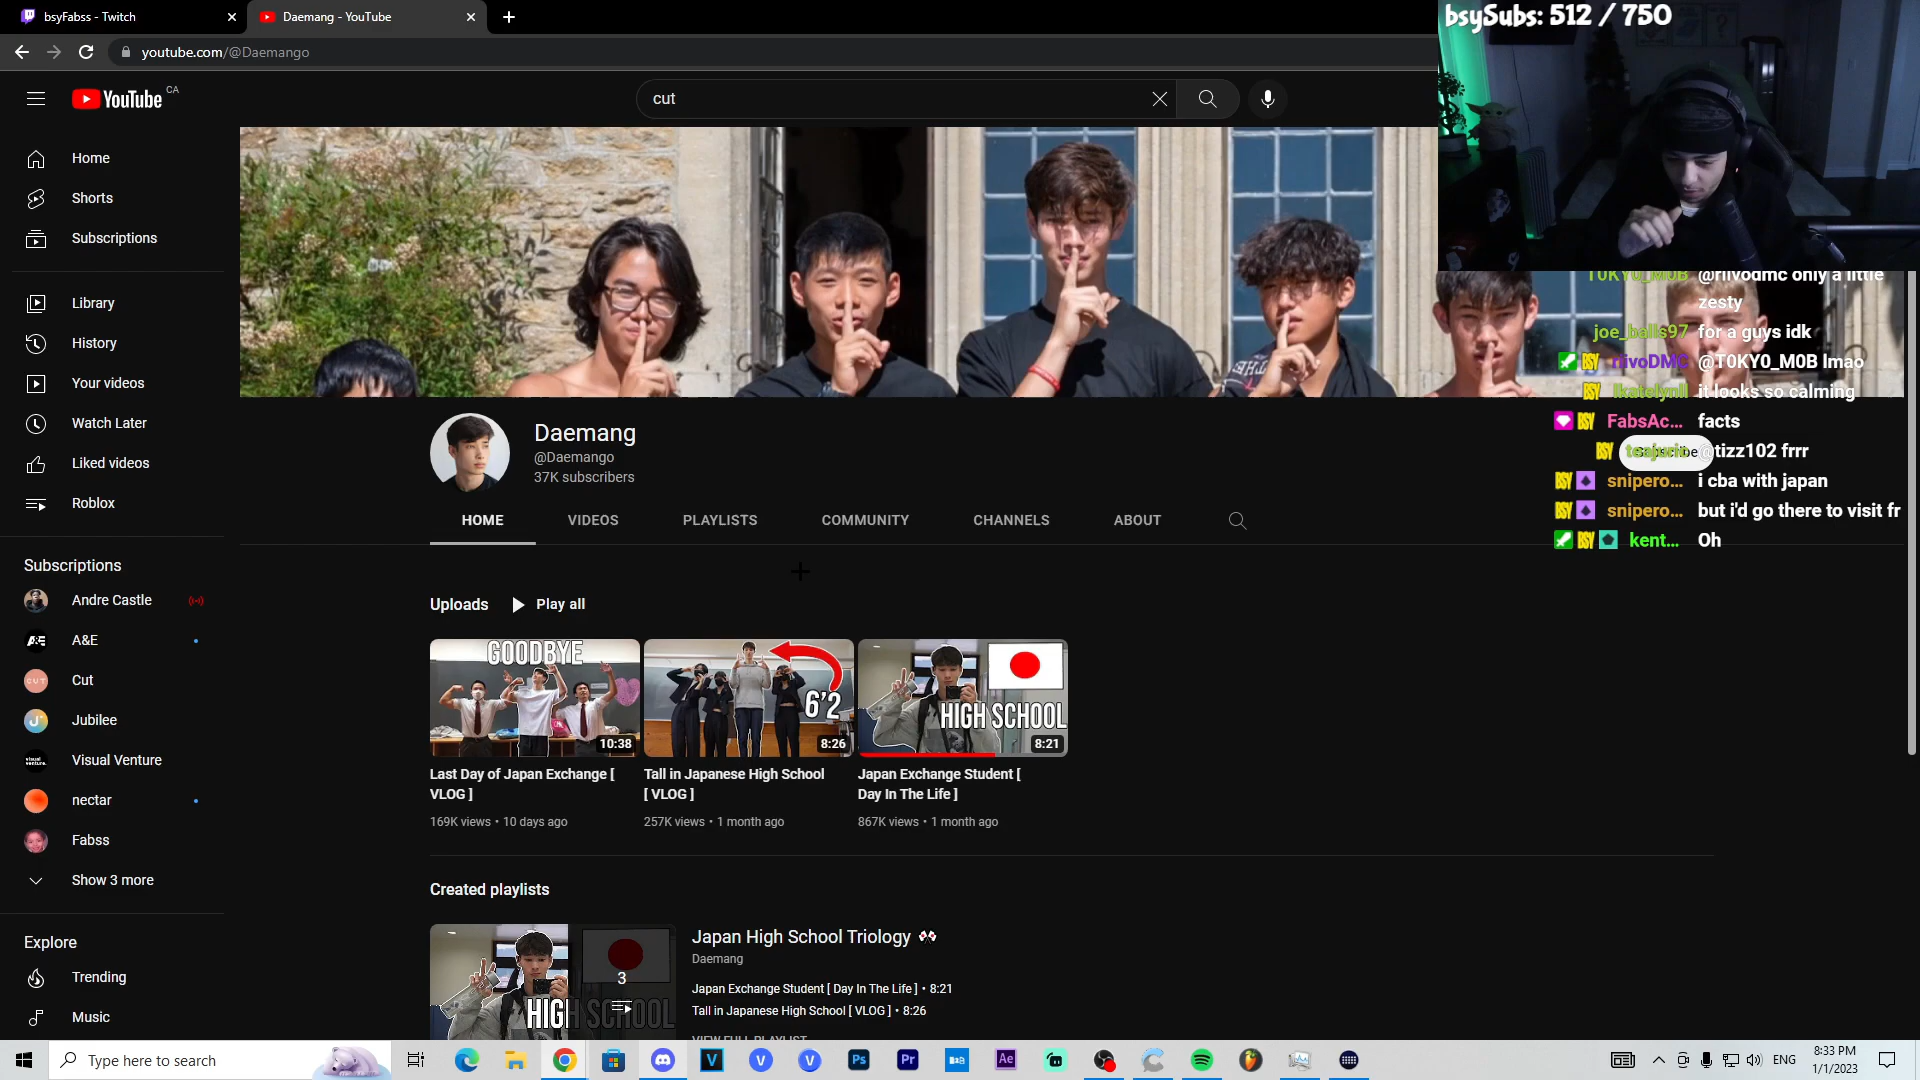 bsyFabss - Twitch
Daemang - YouTube
bsySubs: 512 / 750
youtube.com/@Daemango
YouTube CA
cut
Home
Shorts
Subscriptions
Library
History
Your videos
Watch Later
Liked videos
Roblox
Subscriptions
Andre Castle
A&E
Cut
Jubilee
Visual Venture
nectar
Fabss
Show 3 more
Explore
Trending
Music
T0KY0_M0B @riivodmc only a little
zesty
joe_balls97 for a guys idk
riivoDMC @T0KY0_M0B lmao
it looks so calming
FabsAc... facts
@tizz102 frrr
snipero... i cba with japan
snipero... but i'd go there to visit fr
kent... Oh
Daemang
@Daemango
37K subscribers
HOME
VIDEOS
PLAYLISTS
COMMUNITY
CHANNELS
ABOUT
Uploads
Play all
GOODBYE
10:38
6'2
8:26
HIGH SCHOOL
8:21
Last Day of Japan Exchange [
VLOG ]
169K views • 10 days ago
Tall in Japanese High School
[ VLOG ]
257K views • 1 month ago
Japan Exchange Student [
Day In The Life ]
867K views • 1 month ago
Created playlists
3
HIGH SCHOOL
Japan High School Triology 🎌
Daemang
Japan Exchange Student [ Day In The Life ] • 8:21
Tall in Japanese High School [ VLOG ] • 8:26
VIEW FULL PLAYLIST
Type here to search
ENG
8:33 PM
1/1/2023